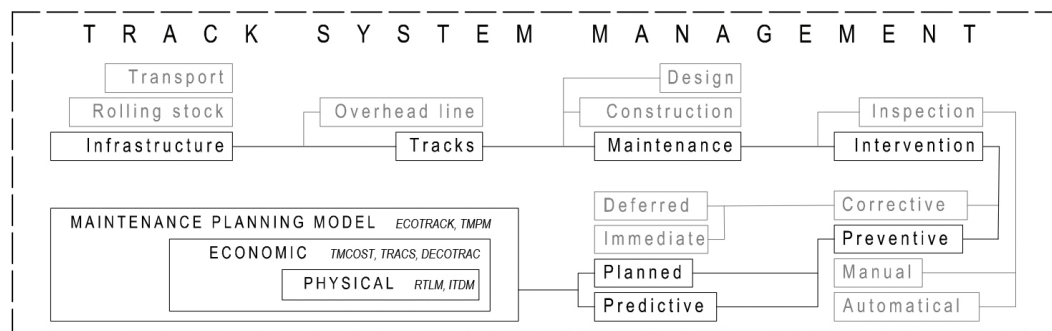 TRACK SYSTEM MANAGEMENT
Transport
Design
Rolling stock
Overhead line
Construction
Inspection
Infrastructure
Tracks
Maintenance
Intervention
Deferred
Corrective
MAINTENANCE PLANNING MODEL ECOTRACK, TMPM
Immediate
Preventive
ECONOMIC TMCOST, TRACS, DECOTRAC
Planned
Manual
PHYSICAL RTLM, ITDM
Predictive
Automatical